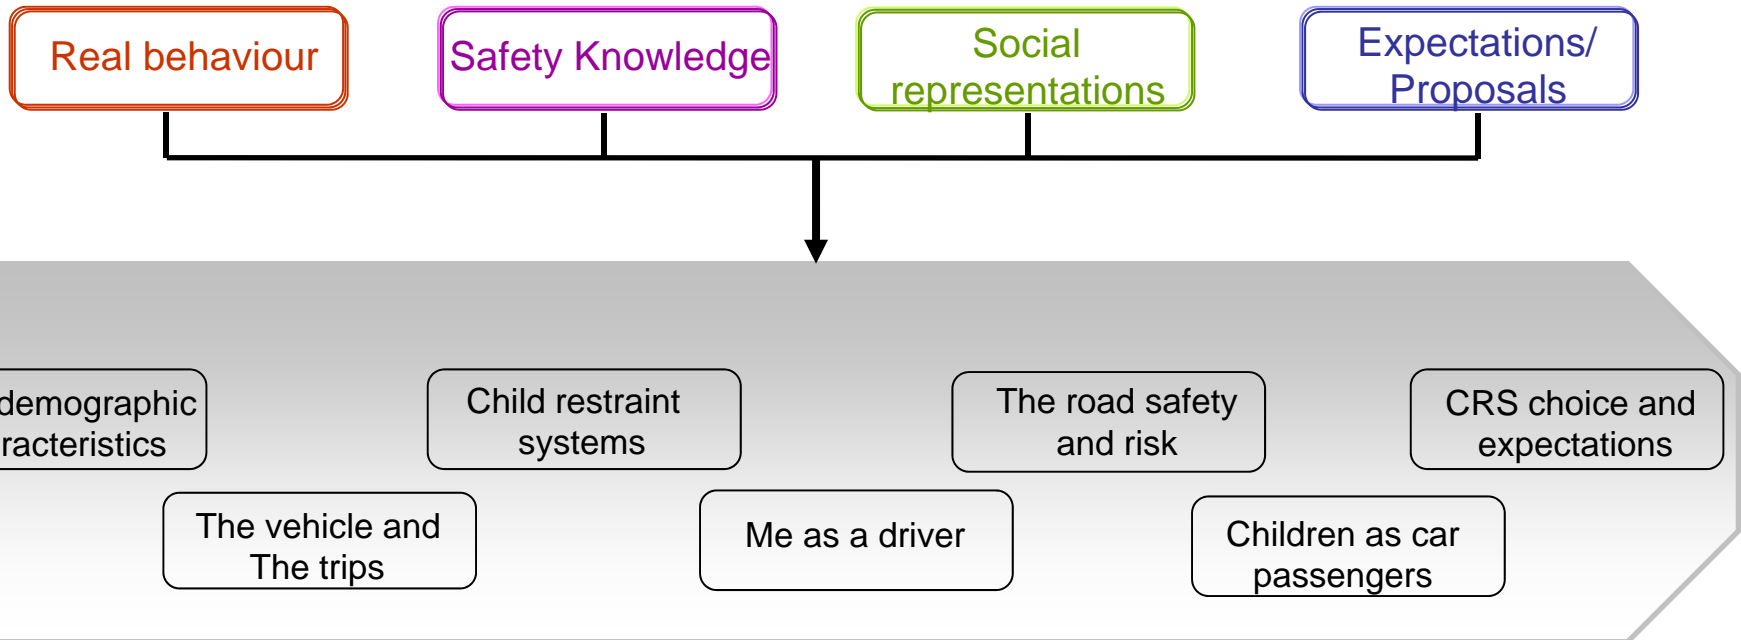 Real behaviour
Safety Knowledge
Social
representations
Expectations/
Proposals
demographic
racteristics
Child restraint
systems
The road safety
and risk
CRS choice and
expectations
The vehicle and
The trips
Me as a driver
Children as car
passengers